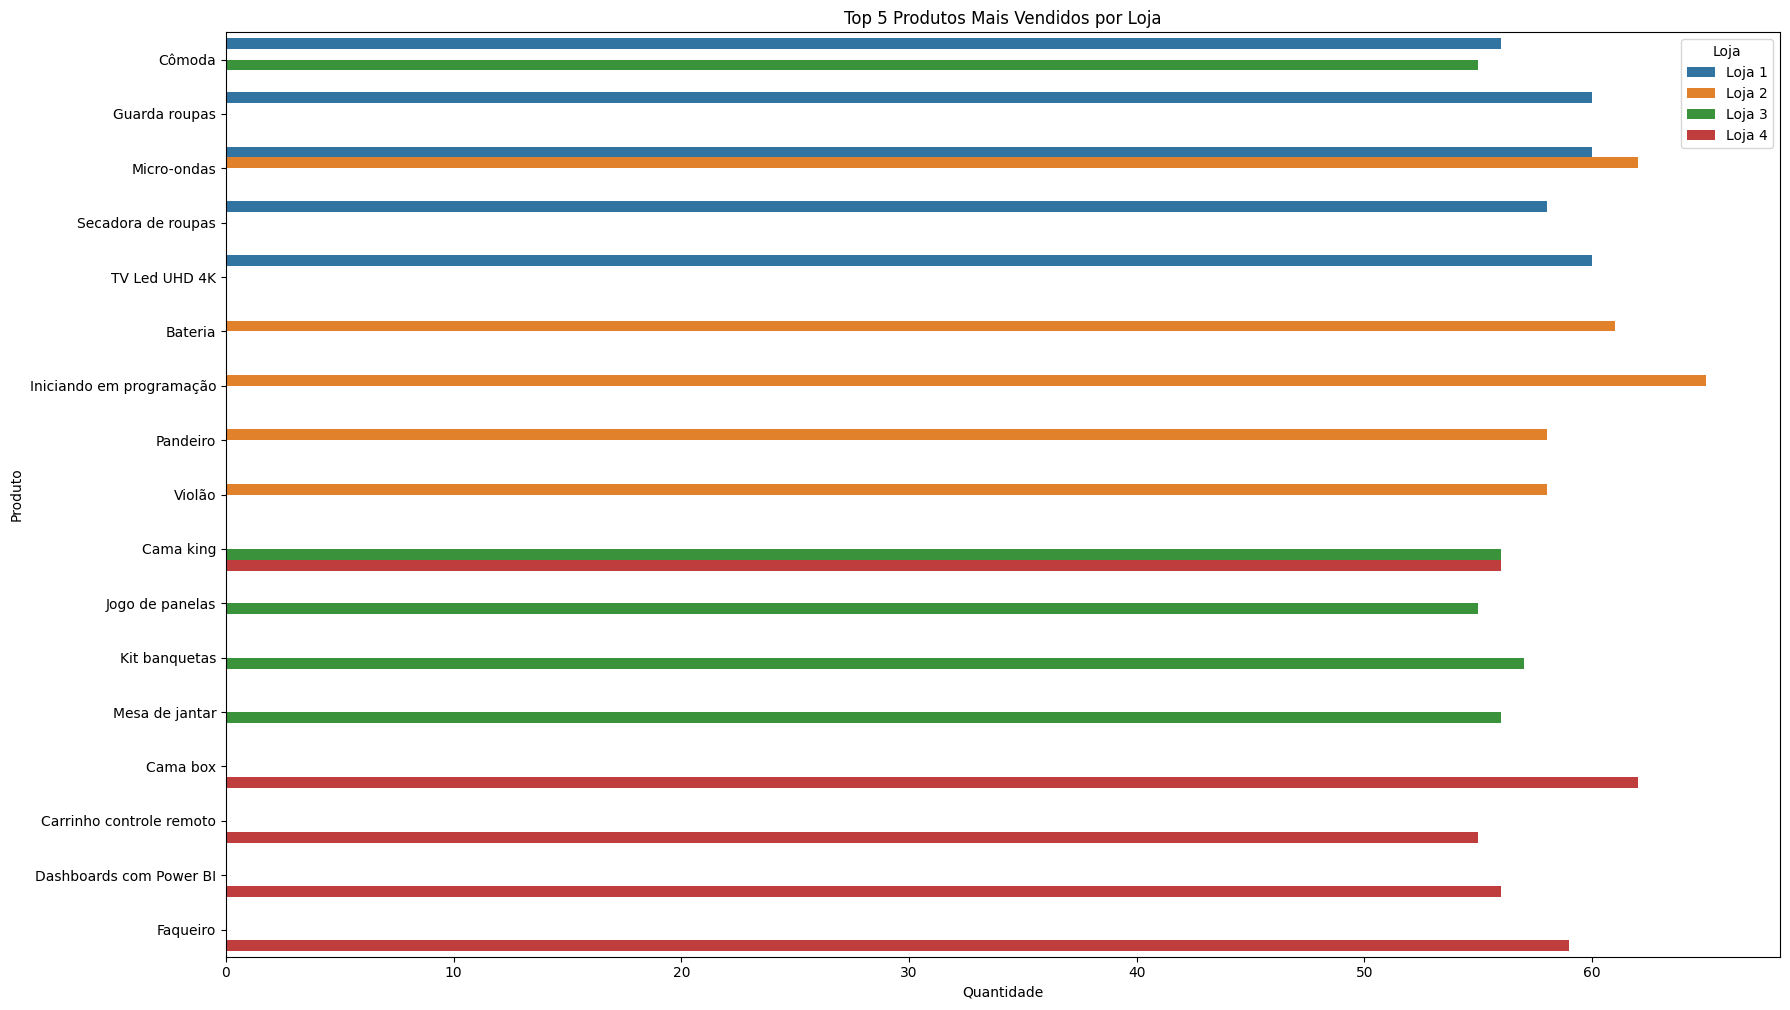 Top 5 Produtos Mais Vendidos por Loja
Loja
Loja 1
Loja 2
Loja 3
Loja 4
Produto
Cômoda
Guarda roupas
Micro-ondas
Secadora de roupas
TV Led UHD 4K
Bateria
Iniciando em programação
Pandeiro
Violão
Cama king
Jogo de panelas
Kit banquetas
Mesa de jantar
Cama box
Carrinho controle remoto
Dashboards com Power BI
Faqueiro
0 10 20 30 40 50 60
Quantidade